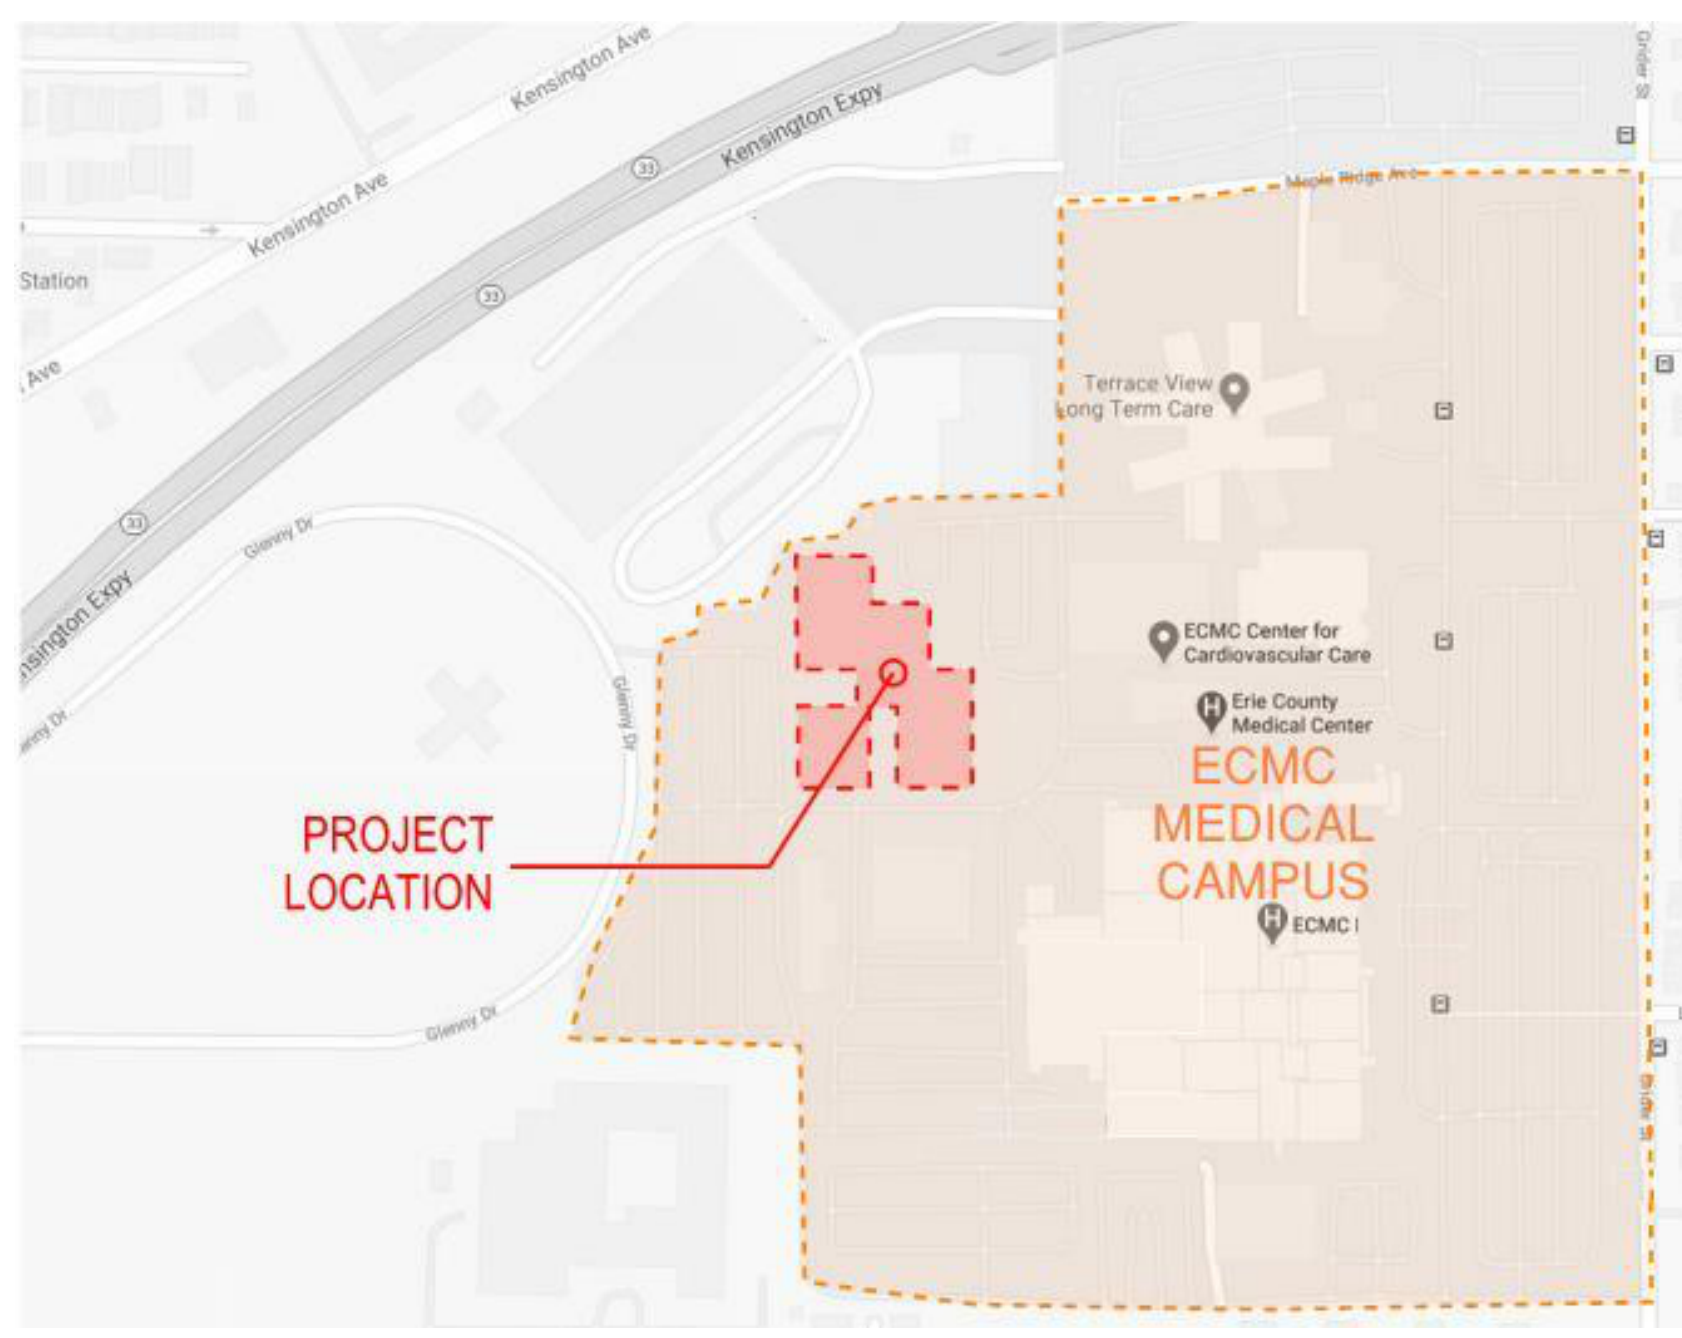 Kensington Ave
Grider St
Kensington Expy
33
Maple Ridge Ave
Kensington Ave
Station
33
Ave
Terrace View
Long Term Care
33
Glenny Dr
Kensington Expy
ECMC Center for
Cardiovascular Care
Glenny Dr
Erie County
Medical Center
Glenny Dr
ECMC
MEDICAL
CAMPUS
PROJECT
LOCATION
H
H
ECMC
Glenny Dr
Grider St